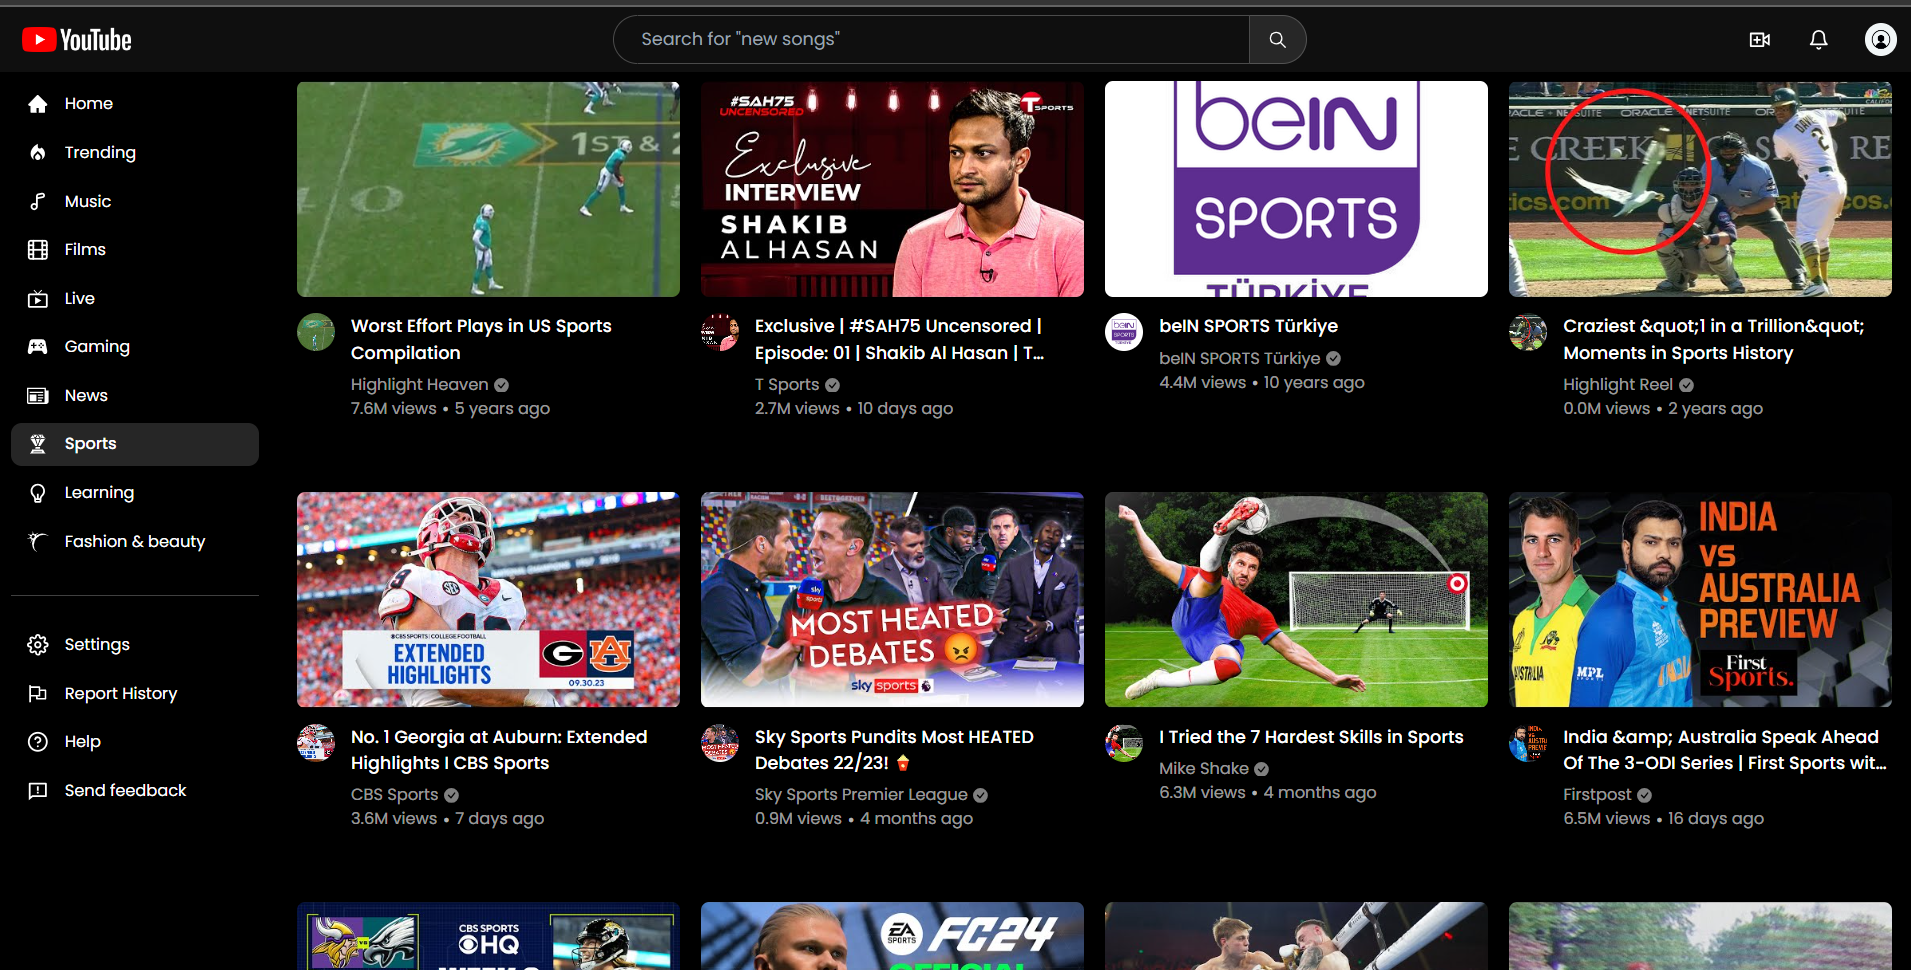 YouTube
Search for "new songs"
Home
Trending
Music
Films
Live
Gaming
News
Sports
Learning
Fashion & beauty
Settings
Report History
Help
Send feedback
1ST & 2
Worst Effort Plays in US Sports
Compilation
Highlight Heaven
7.6M views • 5 years ago
#SAH75
UNCENSORED
T SPORTS
Exclusive
INTERVIEW
SHAKIB
AL HASAN
Exclusive | #SAH75 Uncensored |
Episode: 01 | Shakib Al Hasan | T...
T Sports
2.7M views • 10 days ago
beIN
SPORTS
TÜRKİYE
beIN SPORTS Türkiye
beIN SPORTS Türkiye
4.4M views • 10 years ago
ORACLE
NETSUITE
CREEK
Craziest &quot;1 in a Trillion&quot;
Moments in Sports History
Highlight Reel
0.0M views • 2 years ago
CBS SPORTS | COLLEGE FOOTBALL
EXTENDED
HIGHLIGHTS
09.30.23
No. 1 Georgia at Auburn: Extended
Highlights I CBS Sports
CBS Sports
3.6M views • 7 days ago
MOST HEATED
DEBATES 😡
sky sports
Sky Sports Pundits Most HEATED
Debates 22/23! 🍿
Sky Sports Premier League
0.9M views • 4 months ago
I Tried the 7 Hardest Skills in Sports
Mike Shake
6.3M views • 4 months ago
INDIA
VS
AUSTRALIA
PREVIEW
First
Sports.
AUSTRALIA
MPL
India &amp; Australia Speak Ahead
Of The 3-ODI Series | First Sports wit...
Firstpost
6.5M views • 16 days ago
CBS SPORTS
HQ
EA
SPORTS
FC24